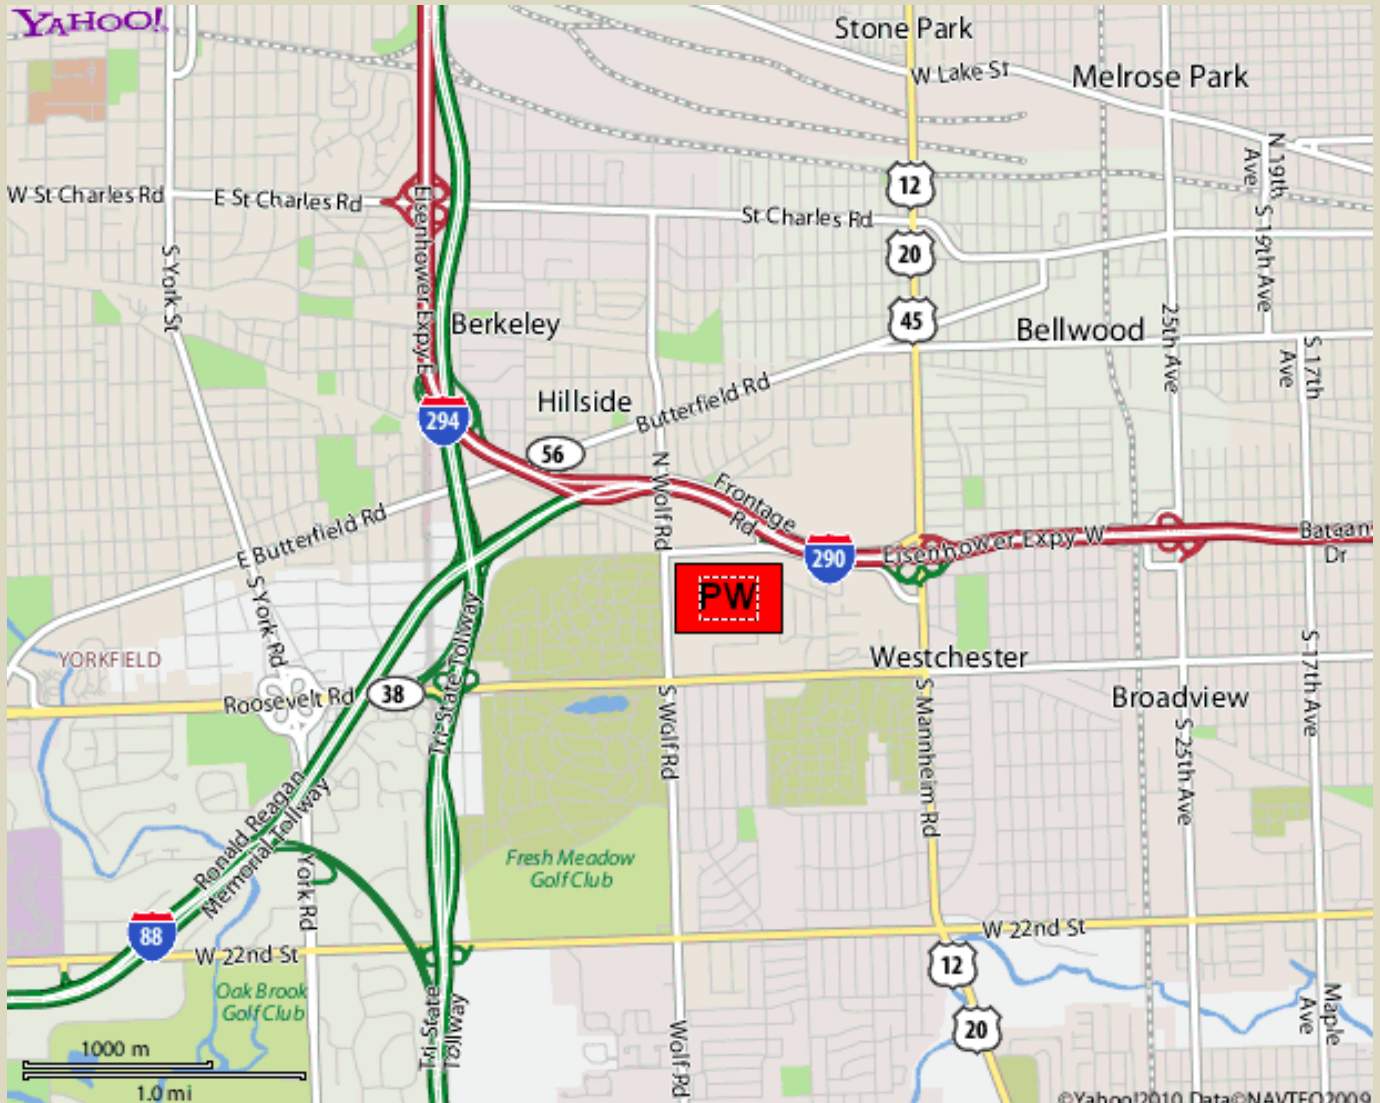 YAHOO!
Stone Park
W Lake St
Melrose Park
N 19th
Ave
12
W St Charles Rd
E St Charles Rd
St Charles Rd
Eisenhower Expy E
S 19th Ave
S York St
20
45
25th Ave
Berkeley
Bellwood
S 17th
Ave
Hillside
Butterfield Rd
294
56
N Wolf Rd
Frontage
Rd
E Butterfield Rd
290
Eisenhower Expy W
Bataan
Dr
S York Rd
PW
Tri-State Tollway
YORKFIELD
Westchester
S 17th Ave
Roosevelt Rd
38
S Wolf Rd
S Mannheim Rd
Broadview
S 25th Ave
Ronald Reagan
Memorial Tollway
York Rd
Fresh Meadow
Golf Club
88
W 22nd St
W 22nd St
12
Oak Brook
Golf Club
Tri-State
Tollway
20
Maple
Ave
Wolf Rd
1000 m
1.0 mi
©Yahoo!2010 Data©NAVTEQ2009